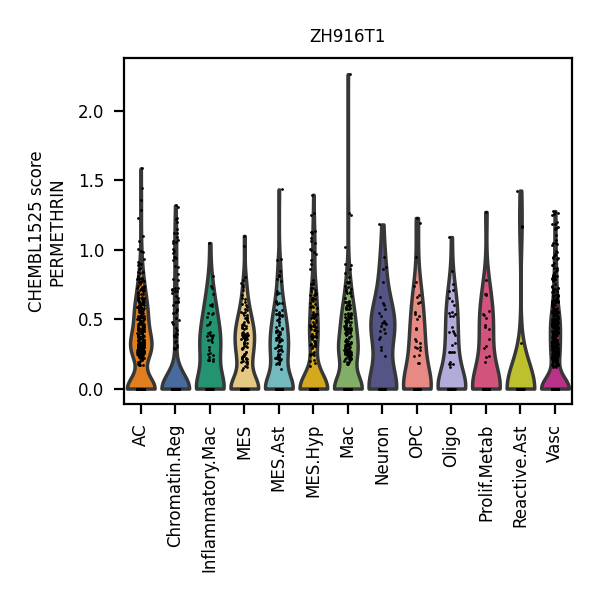 ZH916T1
CHEMBL1525 score
PERMETHRIN
2.0
1.5
1.0
0.5
0.0
AC
Chromatin.Reg
Inflammatory.Mac
MES
MES.Ast
MES.Hyp
Mac
Neuron
OPC
Oligo
Prolif.Metab
Reactive.Ast
Vasc